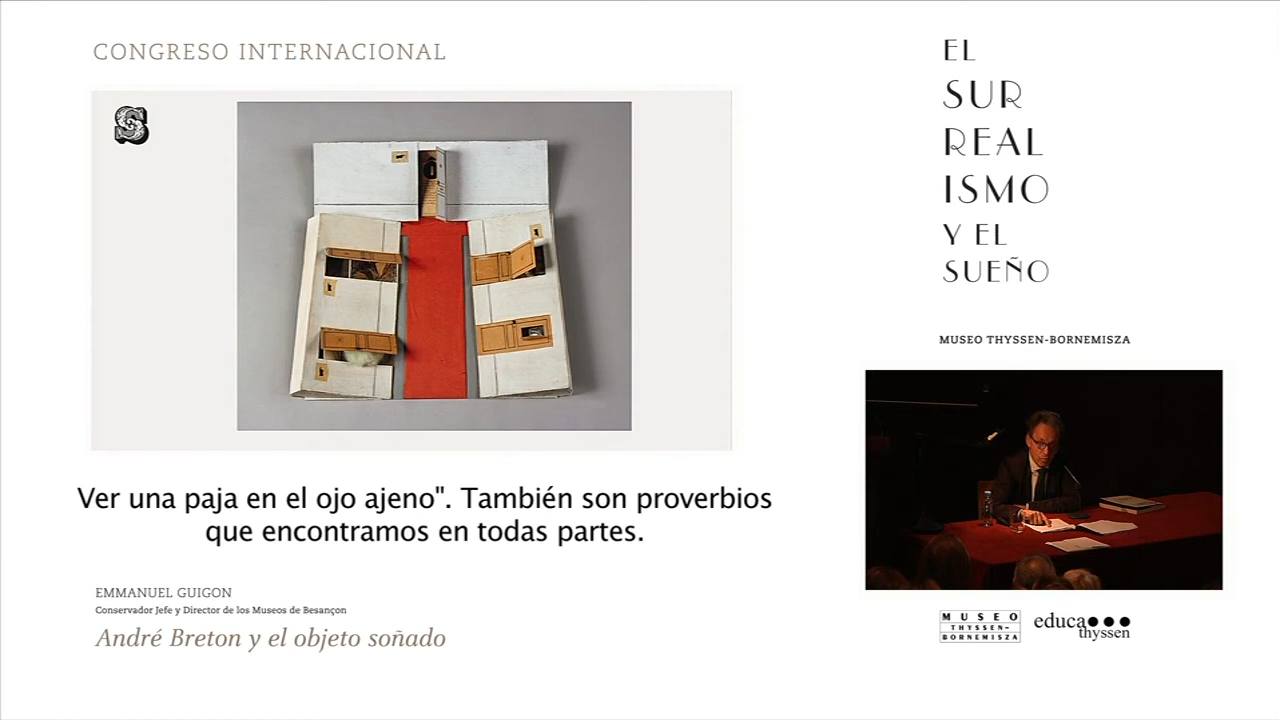 CONGRESO INTERNACIONAL
S
Ver una paja en el ojo ajeno". También son proverbios
que encontramos en todas partes.
EMMANUEL GUIGON
Conservador Jefe y Director de los Museos de Besançon
André Breton y el objeto soñado
EL
SUR
REAL
ISMO
Y EL
SUEÑO
MUSEO THYSSEN-BORNEMISZA
MUSEO
THYSSEN-
BORNEMISZA
educa
thyssen